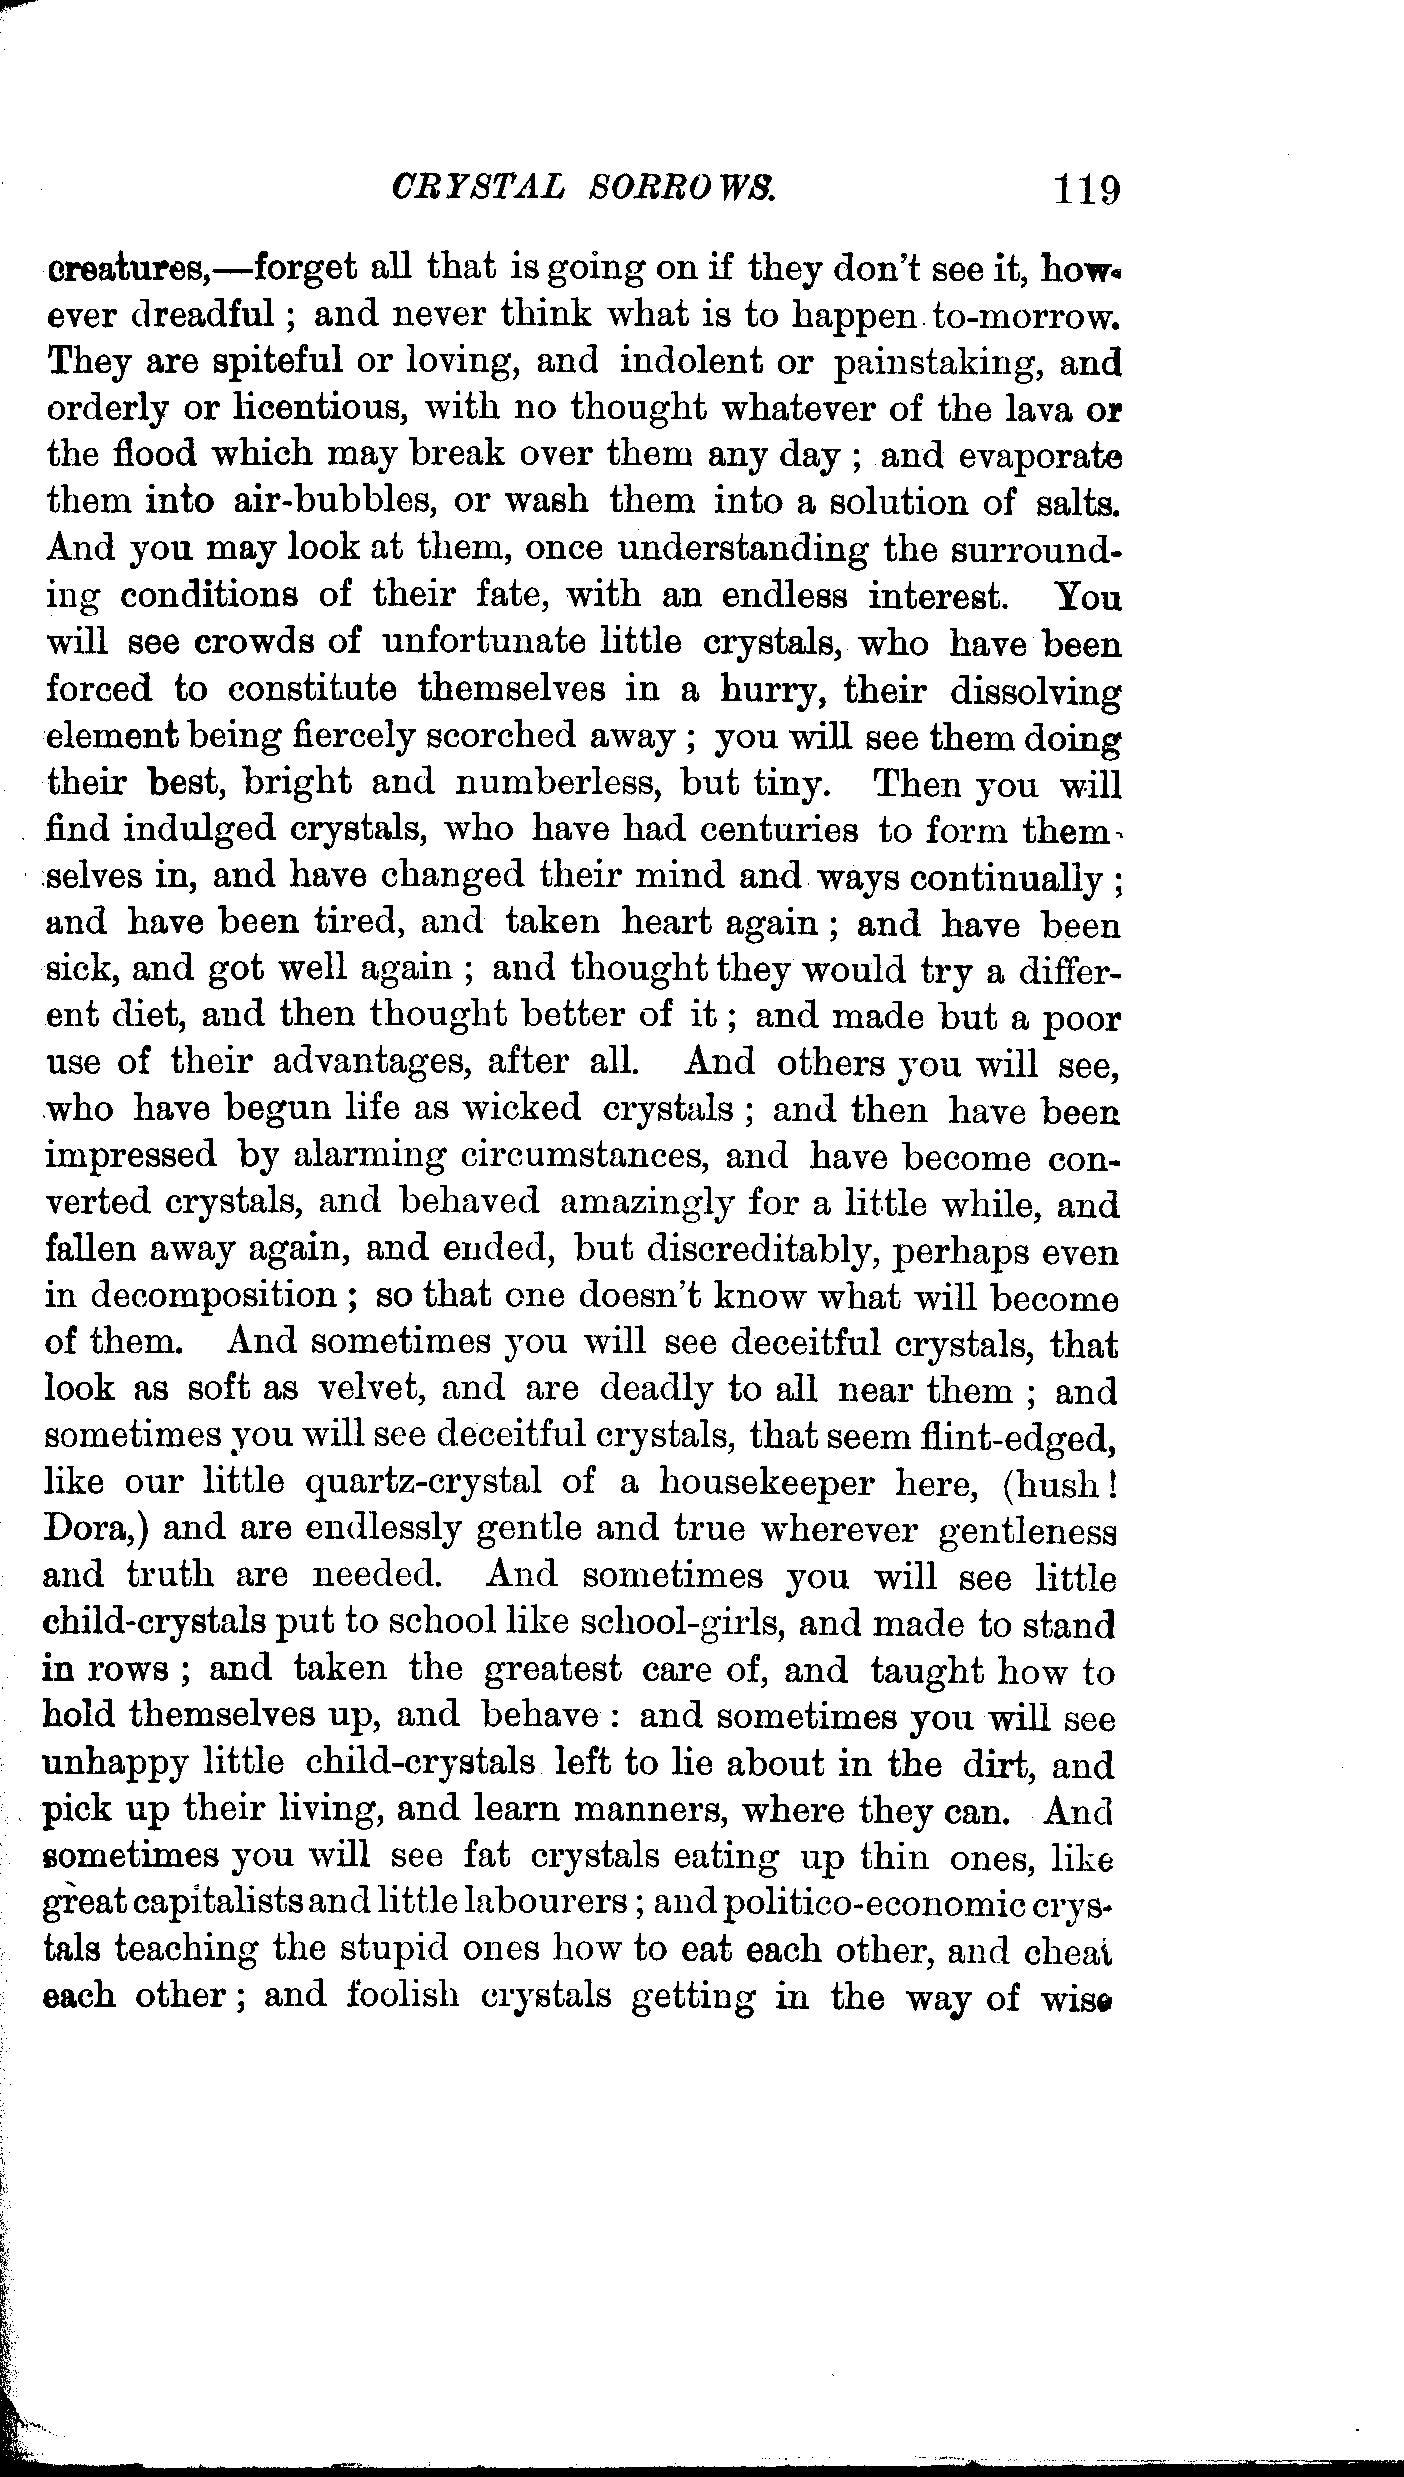 CRYSTAL SORROWS. 119
creatures,—forget all that is going on if they don't see it, how-
ever dreadful ; and never think what is to happen to-morrow.
They are spiteful or loving, and indolent or painstaking, and
orderly or licentious, with no thought whatever of the lava or
the flood which may break over them any day ; and evaporate
them into air-bubbles, or wash them into a solution of salts.
And you may look at them, once understanding the surround-
ing conditions of their fate, with an endless interest. You
will see crowds of unfortunate little crystals, who have been
forced to constitute themselves in a hurry, their dissolving
element being fiercely scorched away ; you will see them doing
their best, bright and numberless, but tiny. Then you will
find indulged crystals, who have had centuries to form them-
selves in, and have changed their mind and ways continually ;
and have been tired, and taken heart again ; and have been
sick, and got well again ; and thought they would try a differ-
ent diet, and then thought better of it ; and made but a poor
use of their advantages, after all. And others you will see,
who have begun life as wicked crystals ; and then have been
impressed by alarming circumstances, and have become con-
verted crystals, and behaved amazingly for a little while, and
fallen away again, and ended, but discreditably, perhaps even
in decomposition ; so that one doesn't know what will become
of them. And sometimes you will see deceitful crystals, that
look as soft as velvet, and are deadly to all near them ; and
sometimes you will see deceitful crystals, that seem flint-edged,
like our little quartz-crystal of a housekeeper here, (hush !
Dora,) and are endlessly gentle and true wherever gentleness
and truth are needed. And sometimes you will see little
child-crystals put to school like school-girls, and made to stand
in rows ; and taken the greatest care of, and taught how to
hold themselves up, and behave : and sometimes you will see
unhappy little child-crystals left to lie about in the dirt, and
pick up their living, and learn manners, where they can. And
sometimes you will see fat crystals eating up thin ones, like
great capitalists and little labourers ; and politico-economic crys-
tals teaching the stupid ones how to eat each other, and cheat
each other ; and foolish crystals getting in the way of wise